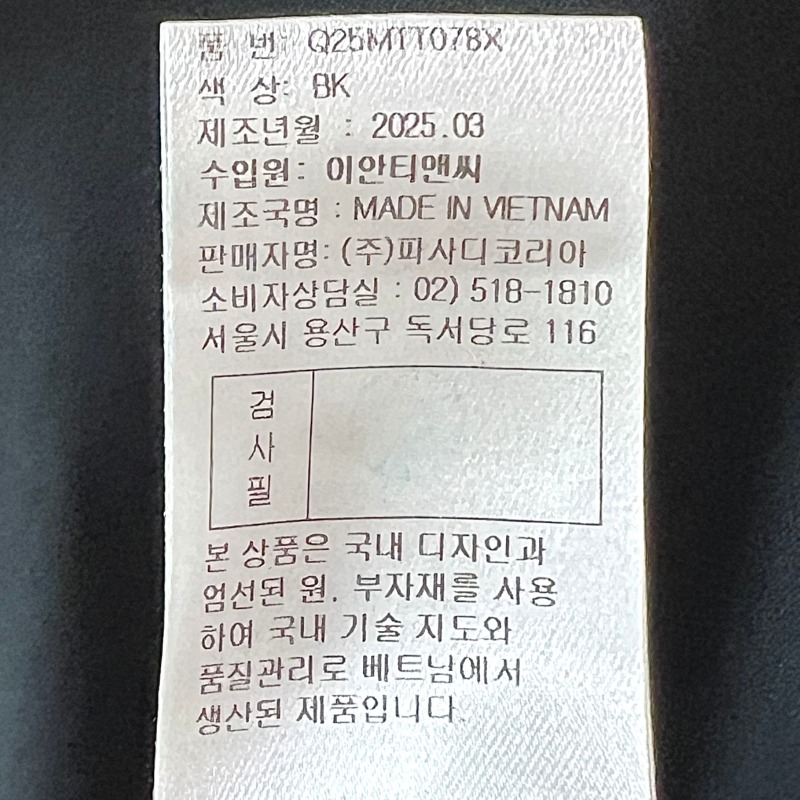 품 번: Q25MTT078X
색 상: BK
제조년월 : 2025.03
수입원: 이안티앤씨
제조국명 : MADE IN VIETNAM
판매자명: (주)파사디코리아
소비자상담실 : 02) 518-1810
서울시 용산구 독서당로 116
검
사
필
본 상품은 국내 디자인과
엄선된 원, 부자재를 사용
하여 국내 기술 지도와
품질관리로 베트남에서
생산된 제품입니다.